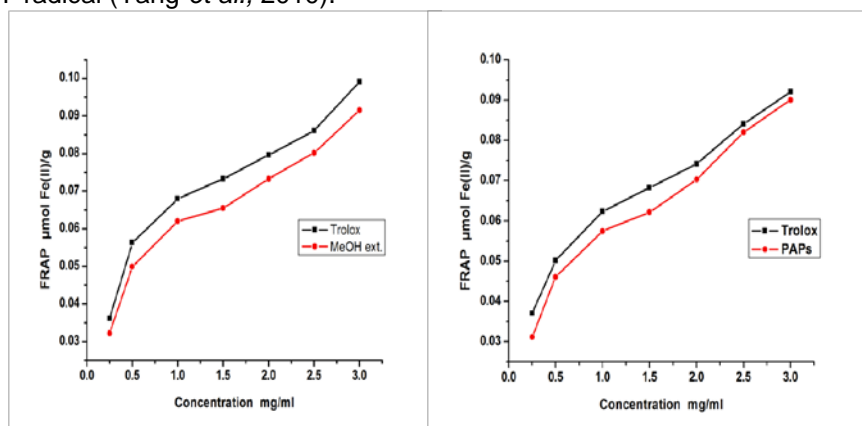 radical et
0.10
0.09
0.08
0.07
0.06
0.05
0.04
0.03
FRAP µmol Fe(II)/g
Trolox
MeOH ext.
0.0 0.5 1.0 1.5 2.0 2.5 3.0
Concentration mg/ml
0.10
0.09
0.08
0.07
0.06
0.05
0.04
0.03
FRAP µmol Fe(II)/g
Trolox
PAPs
0.0 0.5 1.0 1.5 2.0 2.5 3.0
Concentration mg/ml